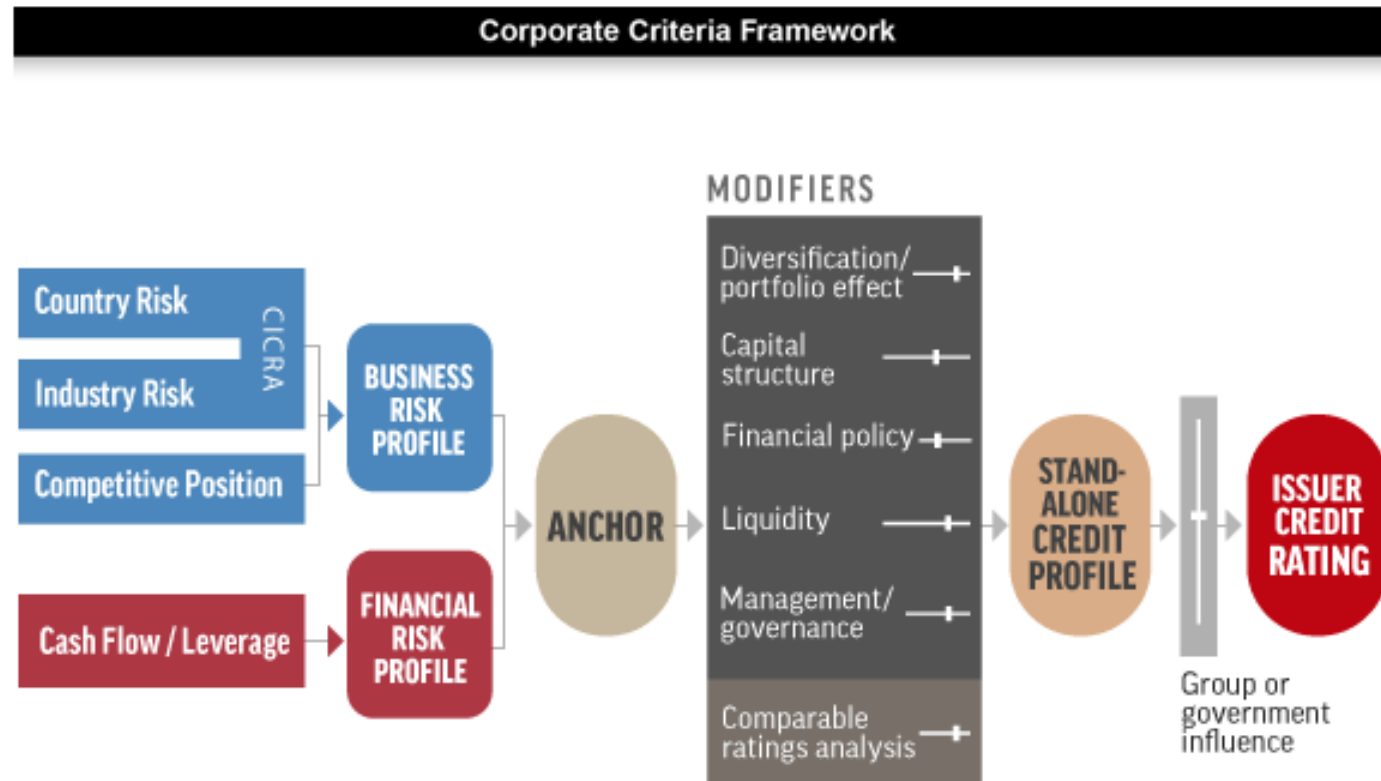 Corporate Criteria Framework
MODIFIERS
Country Risk
Industry Risk
CICRA
Competitive Position
Cash Flow / Leverage
BUSINESS
RISK
PROFILE
FINANCIAL
RISK
PROFILE
ANCHOR
Diversification/
portfolio effect
Capital
structure
Financial policy
Liquidity
Management/
governance
Comparable
ratings analysis
STAND-
ALONE
CREDIT
PROFILE
Group or
government
influence
ISSUER
CREDIT
RATING